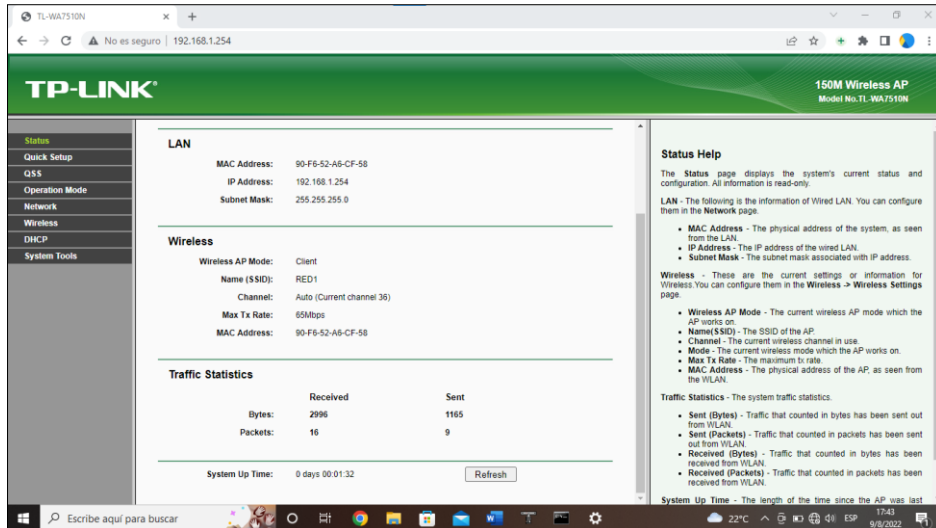 TL-WA7510N
No es seguro | 192.168.1.254
TP-LINK®
150M Wireless AP
Model No.TL-WA7510N
Status
Quick Setup
QSS
Operation Mode
Network
Wireless
DHCP
System Tools
LAN
MAC Address: 90-F6-52-A6-CF-58
IP Address: 192.168.1.254
Subnet Mask: 255.255.255.0
Wireless
Wireless AP Mode: Client
Name (SSID): RED1
Channel: Auto (Current channel 36)
Max Tx Rate: 65Mbps
MAC Address: 90-F6-52-A6-CF-58
Traffic Statistics
Received Sent
Bytes: 2996 1165
Packets: 16 9
System Up Time: 0 days 00:01:32 Refresh
Status Help
The Status page displays the system's current status and
configuration. All information is read-only.
LAN - The following is the information of Wired LAN. You can configure
them in the Network page.
• MAC Address - The physical address of the system, as seen
from the LAN.
• IP Address - The IP address of the wired LAN.
• Subnet Mask - The subnet mask associated with IP address.
Wireless - These are the current settings or information for
Wireless.You can configure them in the Wireless -> Wireless Settings
page.
• Wireless AP Mode - The current wireless AP mode which the
AP works on.
• Name(SSID) - The SSID of the AP.
• Channel - The current wireless channel in use.
• Mode - The current wireless mode which the AP works on.
• Max Tx Rate - The maximum tx rate.
• MAC Address - The physical address of the AP, as seen from
the WLAN.
Traffic Statistics - The system traffic statistics.
• Sent (Bytes) - Traffic that counted in bytes has been sent out
from WLAN.
• Sent (Packets) - Traffic that counted in packets has been sent
out from WLAN.
• Received (Bytes) - Traffic that counted in bytes has been
received from WLAN.
• Received (Packets) - Traffic that counted in packets has been
received from WLAN.
System Up Time - The length of the time since the AP was last
Escribe aquí para buscar
22°C
ESP
17:43
9/8/2022